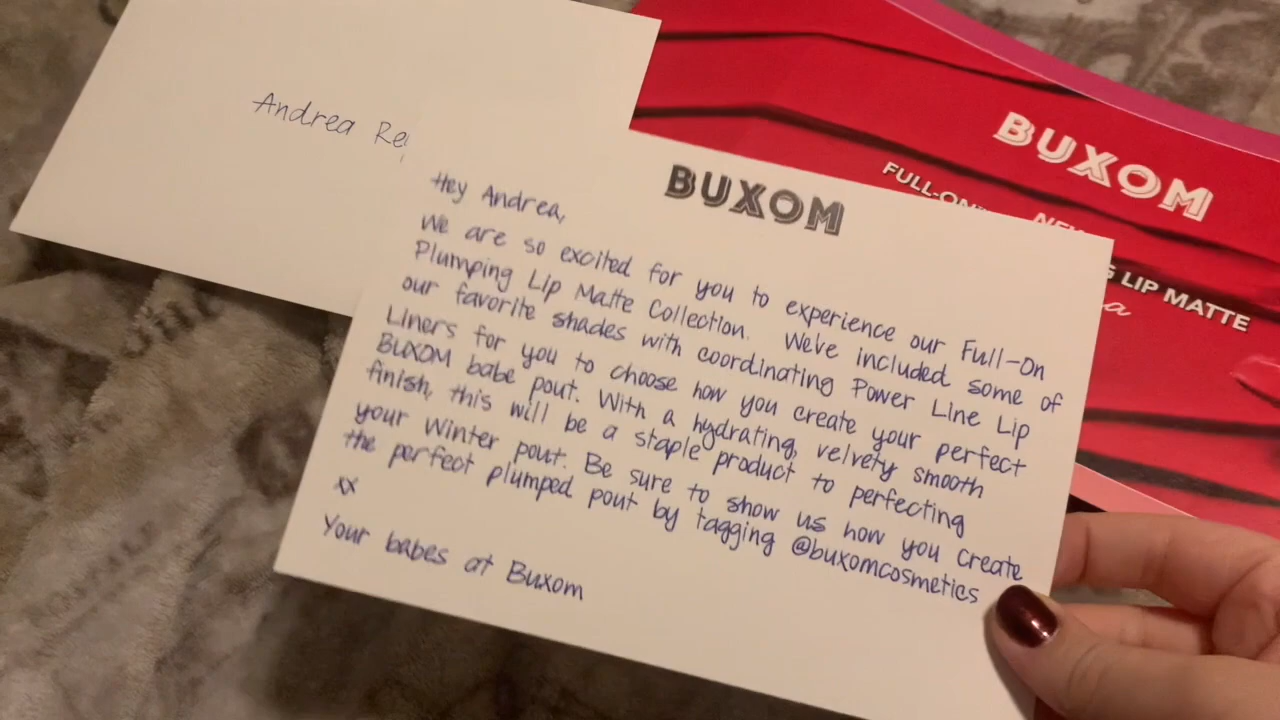 Andrea
BUXOM
FULL-ON
LIP MATTE
BUXOM
Hey Andrea,
We are so excited for you to experience our Full-On
Plumping Lip Matte Collection. We've included some of
our favorite shades with coordinating Power Line Lip
Liners for you to choose how you create your perfect
BUXOM babe pout. With a hydrating, velvety smooth
finish, this will be a staple product to perfecting
your Winter pout. Be sure to show us how you create
the perfect plumped pout by tagging @buxomcosmetics
xx
Your babes at Buxom